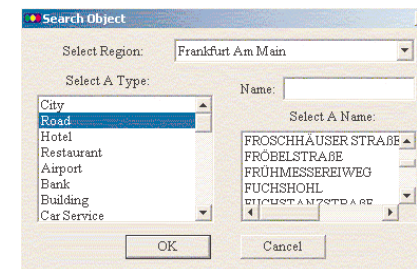 Search Object
Select Region: Frankfurt Am Main
Select A Type:
Name:
City
Road
Hotel
Restaurant
Airport
Bank
Building
Car Service
Select A Name:
FROSCHHÄUSER STRAßE
FRÖBELSTRAßE
FRÜHMESSEREIWEG
FUCHSHOHL
FUCHSTANZSTRAßE
OK
Cancel